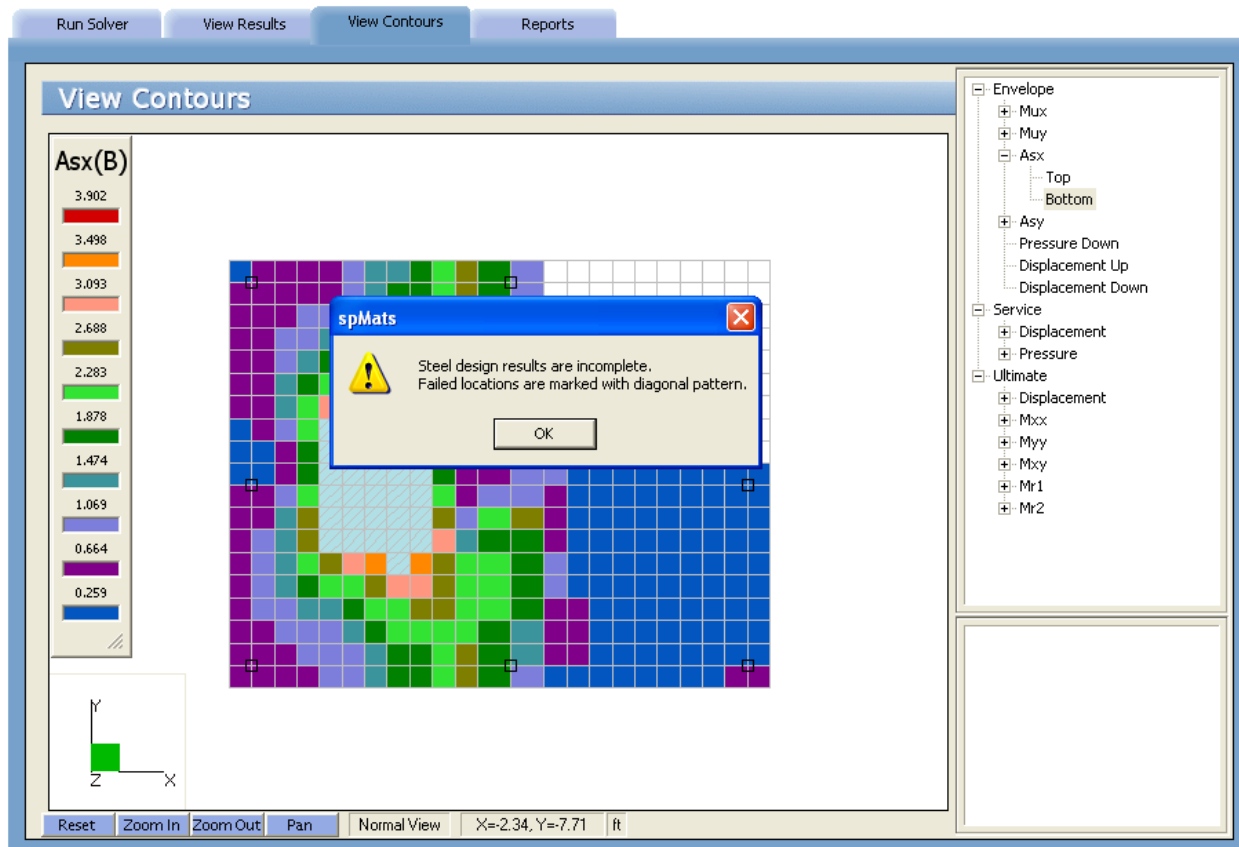 Run Solver
View Results
View Contours
Reports
View Contours
Asx(B)
3.902
3.498
3.093
2.688
2.283
1.878
1.474
1.069
0.664
0.259
spMats
Steel design results are incomplete.
Failed locations are marked with diagonal pattern.
OK
Y
Z
X
Reset
Zoom In
Zoom Out
Pan
Normal View
X=-2.34, Y=-7.71
ft
Envelope
Mux
Muy
Asx
Top
Bottom
Asy
Pressure Down
Displacement Up
Displacement Down
Service
Displacement
Pressure
Ultimate
Displacement
Mxx
Myy
Mxy
Mr1
Mr2